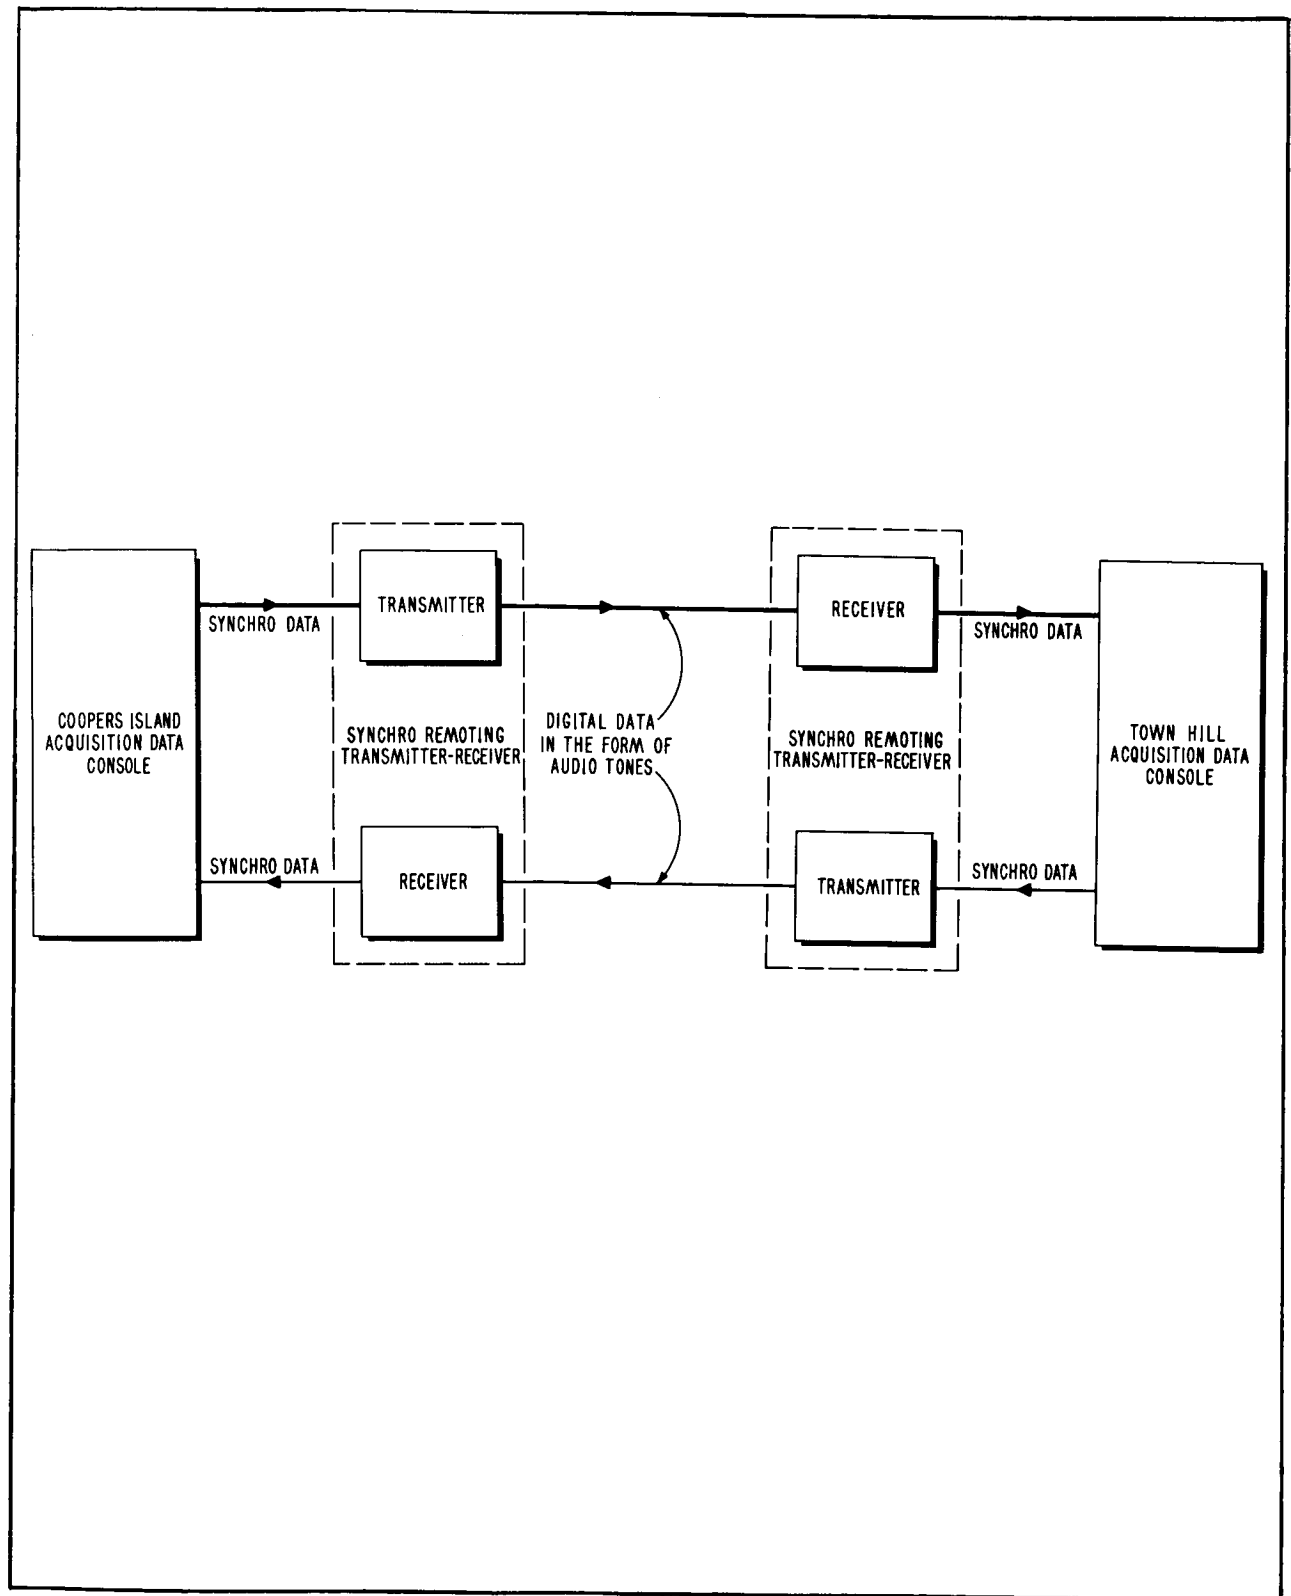 TRANSMITTER
RECEIVER
SYNCHRO DATA
SYNCHRO DATA
COOPERS ISLAND
ACQUISITION DATA
CONSOLE
SYNCHRO REMOTING
TRANSMITTER-RECEIVER
DIGITAL DATA
IN THE FORM OF
AUDIO TONES
SYNCHRO REMOTING
TRANSMITTER-RECEIVER
TOWN HILL
ACQUISITION DATA
CONSOLE
SYNCHRO DATA
RECEIVER
TRANSMITTER
SYNCHRO DATA